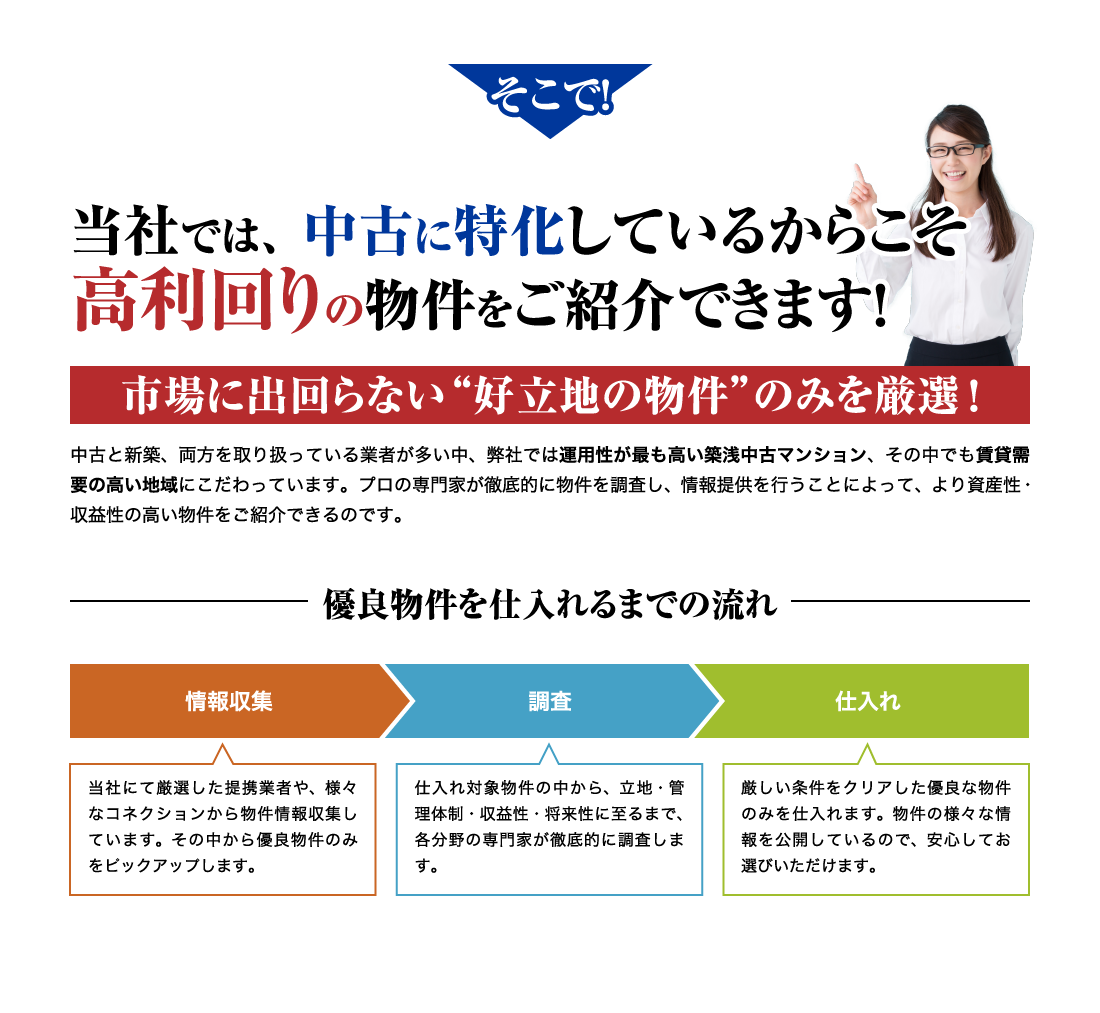 そこで!
当社では、中古に特化しているからこそ
高利回りの物件をご紹介できます!
市場に出回らない“好立地の物件”のみを厳選!
中古と新築、両方を取り扱っている業者が多い中、弊社では運用性が最も高い築浅中古マンション、その中でも賃貸需
要の高い地域にこだわっています。プロの専門家が徹底的に物件を調査し、情報提供を行うことによって、より資産性・
収益性の高い物件をご紹介できるのです。
優良物件を仕入れるまでの流れ
情報収集
調査
仕入れ
当社にて厳選した提携業者や、様々
なコネクションから物件情報収集し
ています。その中から優良物件のみ
をピックアップします。
仕入れ対象物件の中から、立地・管
理体制・収益性・将来性に至るまで、
各分野の専門家が徹底的に調査しま
す。
厳しい条件をクリアした優良な物件
のみを仕入れます。物件の様々な情
報を公開しているので、安心してお
選びいただけます。